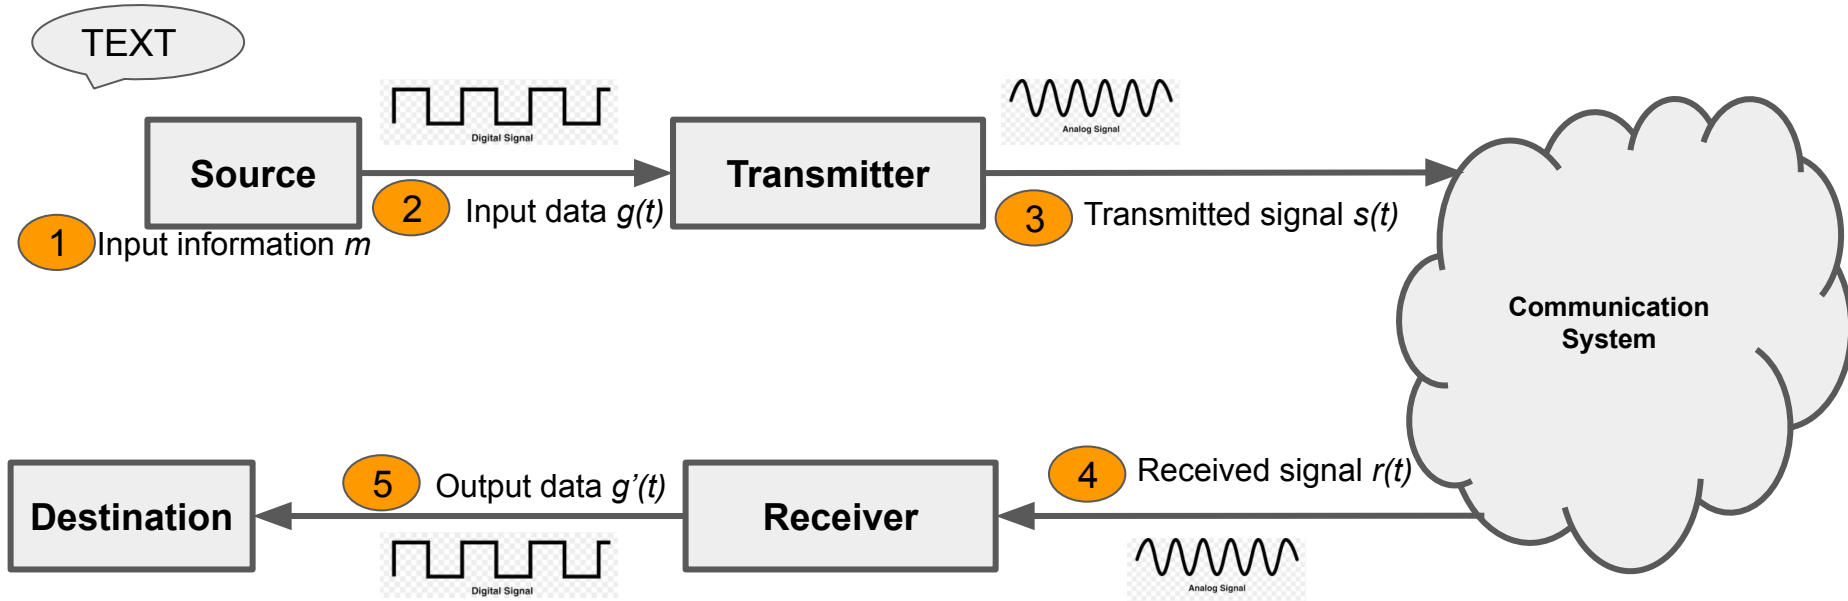 TEXT
Digital Signal
Analog Signal
Source
Transmitter
2 Input data g(t)
3 Transmitted signal s(t)
1 Input information m
Communication
System
5 Output data g’(t)
4 Received signal r(t)
Destination
Receiver
Digital Signal
Analog Signal